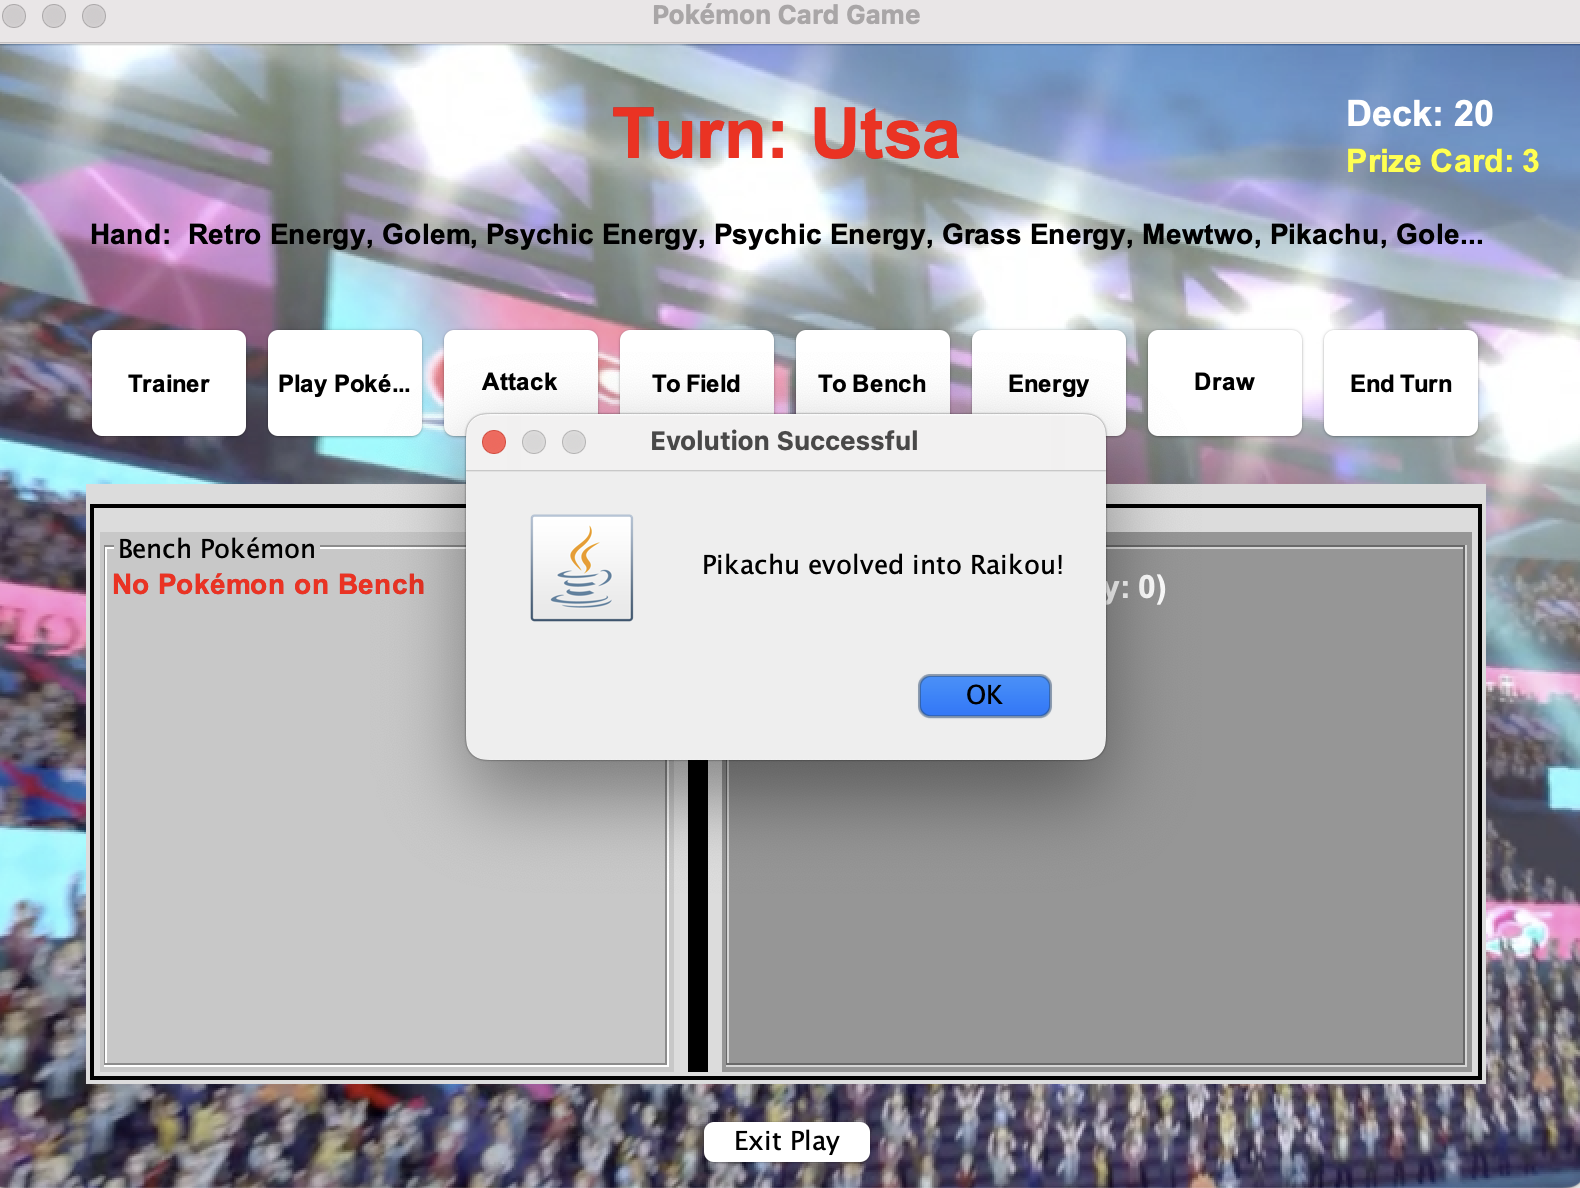 Pokémon Card Game
Turn: Utsa
Deck: 20
Prize Card: 3
Hand: Retro Energy, Golem, Psychic Energy, Psychic Energy, Grass Energy, Mewtwo, Pikachu, Gole...
Trainer
Play Poké...
Attack
To Field
To Bench
Energy
Draw
End Turn
Evolution Successful
Pikachu evolved into Raikou!
OK
Bench Pokémon
No Pokémon on Bench
y: 0)
Exit Play